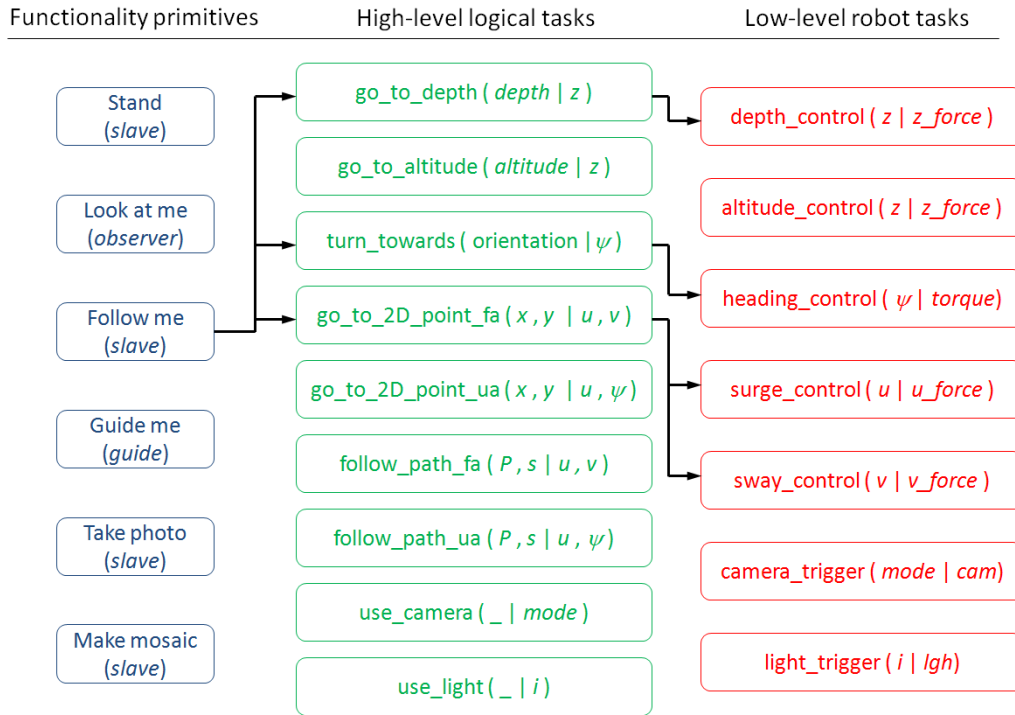 Functionality primitives
High-level logical tasks
Low-level robot tasks
Stand
(slave)
Look at me
(observer)
Follow me
(slave)
Guide me
(guide)
Take photo
(slave)
Make mosaic
(slave)
go_to_depth ( depth | z )
go_to_altitude ( altitude | z )
turn_towards ( orientation | ψ )
go_to_2D_point_fa ( x , y | u , v )
go_to_2D_point_ua ( x , y | u , ψ )
follow_path_fa ( P , s | u , v )
follow_path_ua ( P , s | u , ψ )
use_camera ( _ | mode )
use_light ( _ | i )
depth_control ( z | z_force )
altitude_control ( z | z_force )
heading_control ( ψ | torque)
surge_control ( u | u_force )
sway_control ( v | v_force )
camera_trigger ( mode | cam)
light_trigger ( i | lgh)